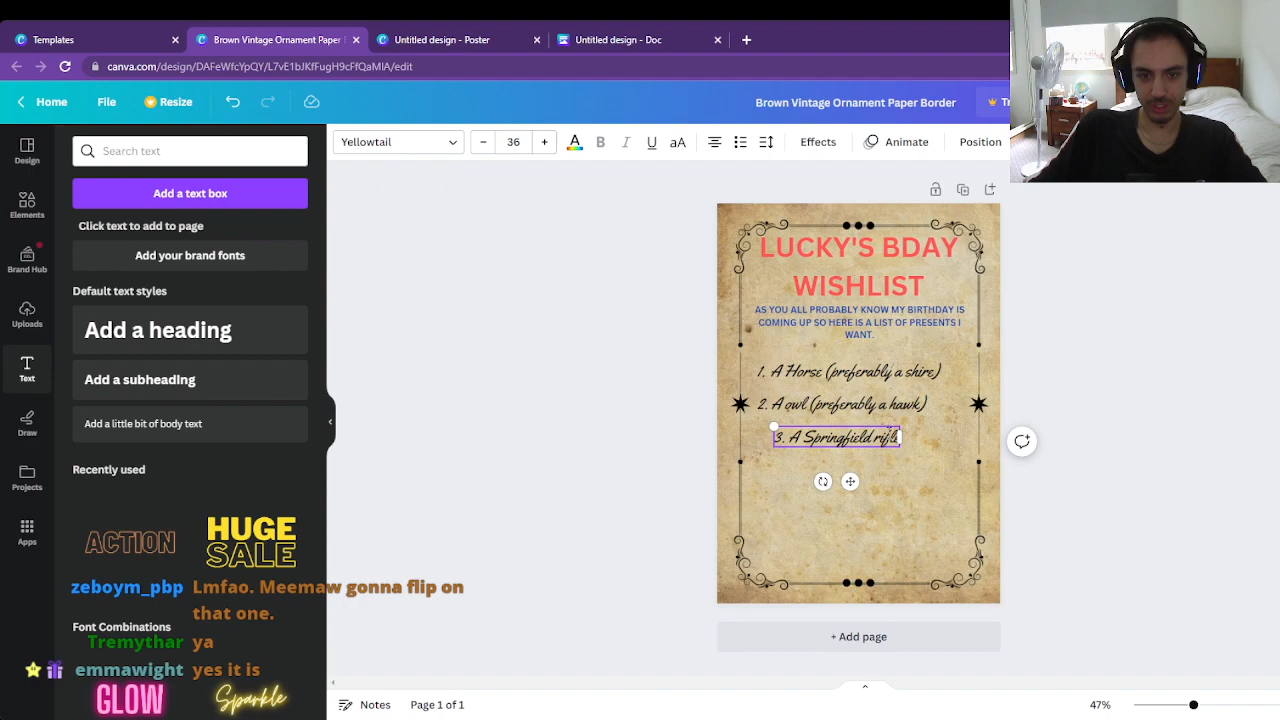 Templates
Brown Vintage Ornament Paper
Untitled design - Poster
Untitled design - Doc
canva.com/design/DAFeWfcYpQY/L7vE1bJKfFugH9cFfQaMIA/edit
Home
File
Resize
Brown Vintage Ornament Paper Border
Yellowtail
36
A
B
I
U
aA
Effects
Animate
Position
Design
Elements
Brand Hub
Uploads
Text
Draw
Projects
Apps
Search text
Add a text box
Click text to add to page
Add your brand fonts
Default text styles
Add a heading
Add a subheading
Add a little bit of body text
Recently used
ACTION
HUGE
SALE
Font Combinations
GLOW
Sparkle
zeboym_pbp Lmfao. Meemaw gonna flip on
that one.
Tremythar ya
emmawight yes it is
LUCKY'S BDAY
WISHLIST
AS YOU ALL PROBABLY KNOW MY BIRTHDAY IS
COMING UP SO HERE IS A LIST OF PRESENTS I
WANT.
1. A Horse (preferably a shire)
2. A owl (preferably a hawk)
3. A Springfield rifle
+ Add page
Notes
Page 1 of 1
47%